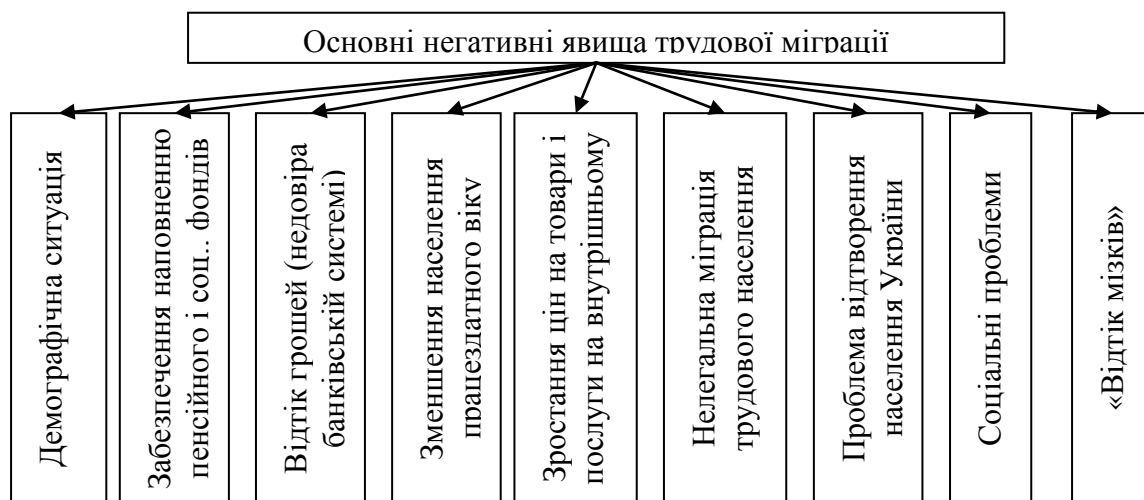 Основні негативні явища трудової міграції
Демографічна ситуація
Забезпечення наповненню
пенсійного і соц.. фондів
Відтік грошей (недовіра
банківській системі)
Зменшення населення
працездатного віку
Зростання цін на товари і
послуги на внутрішньому
Нелегальна міграція
трудового населення
Проблема відтворення
населення України
Соціальні проблеми
«Відтік мізків»